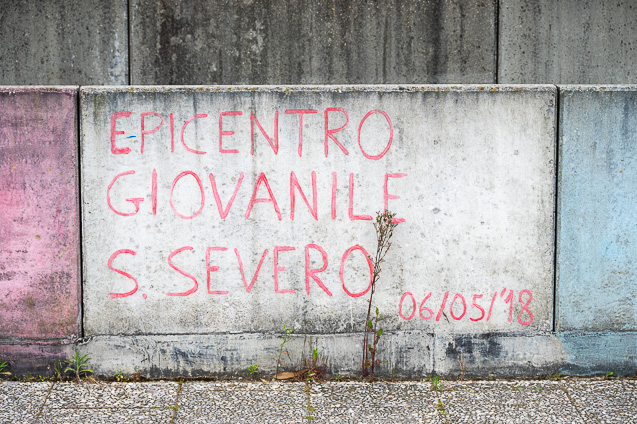 EPICENTRO
GIOVANILE
S. SEVERO
06/05/'18